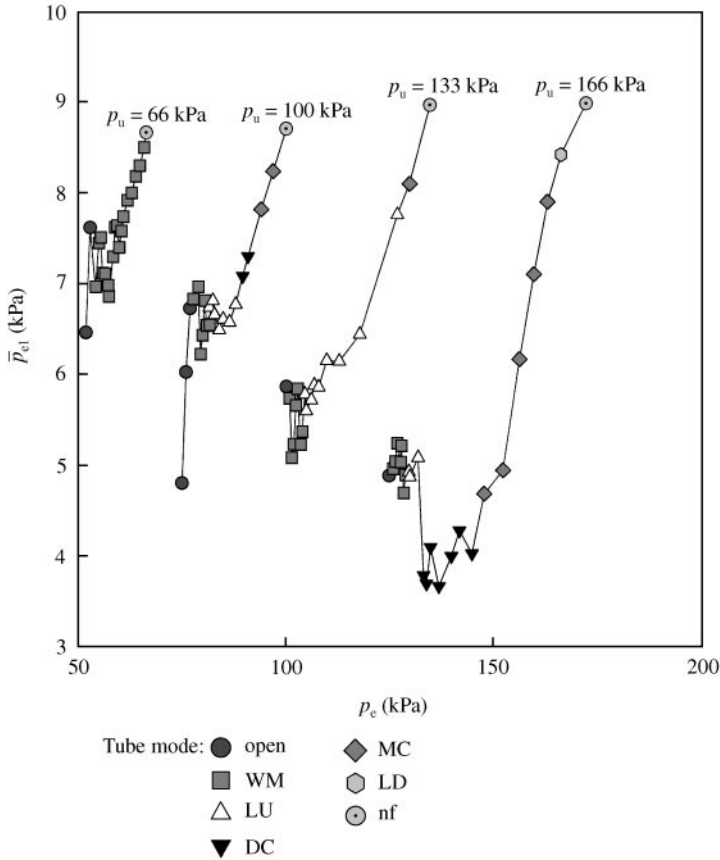 10
9
8
7
6
5
4
3
p̅e1 (kPa)
pu = 66 kPa
pu = 100 kPa
pu = 133 kPa
pu = 166 kPa
50 100 150 200
pe (kPa)
Tube mode: open
WM
LU
DC
MC
LD
nf